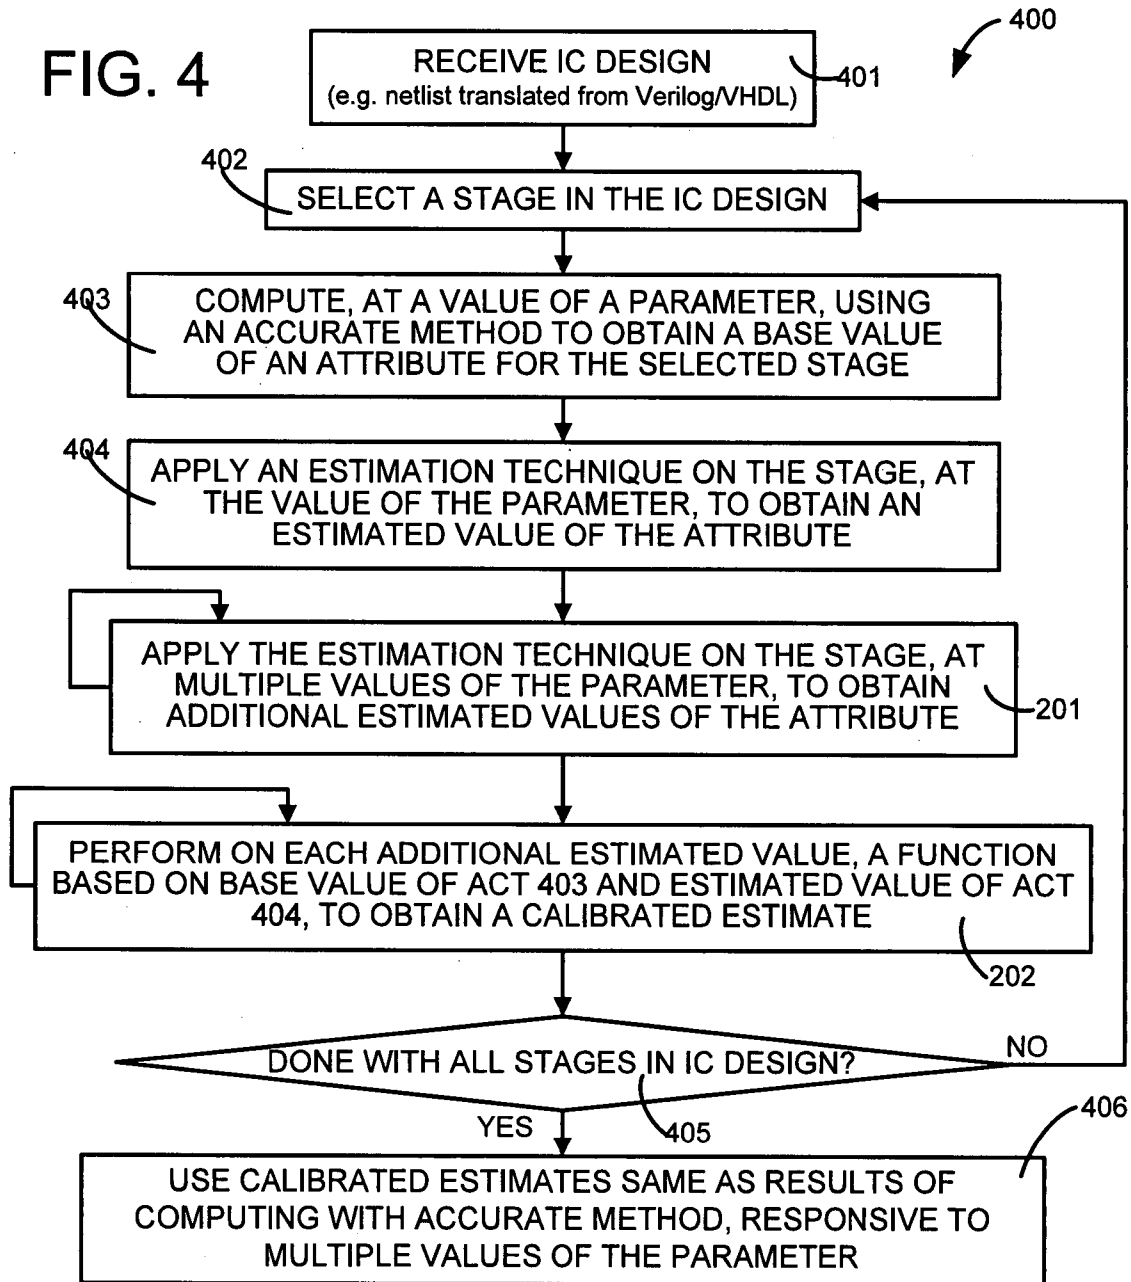 400
FIG. 4
RECEIVE IC DESIGN
(e.g. netlist translated from Verilog/VHDL)
401
402
SELECT A STAGE IN THE IC DESIGN
403
COMPUTE, AT A VALUE OF A PARAMETER, USING
AN ACCURATE METHOD TO OBTAIN A BASE VALUE
OF AN ATTRIBUTE FOR THE SELECTED STAGE
404
APPLY AN ESTIMATION TECHNIQUE ON THE STAGE, AT
THE VALUE OF THE PARAMETER, TO OBTAIN AN
ESTIMATED VALUE OF THE ATTRIBUTE
APPLY THE ESTIMATION TECHNIQUE ON THE STAGE, AT
MULTIPLE VALUES OF THE PARAMETER, TO OBTAIN
ADDITIONAL ESTIMATED VALUES OF THE ATTRIBUTE
201
PERFORM ON EACH ADDITIONAL ESTIMATED VALUE, A FUNCTION
BASED ON BASE VALUE OF ACT 403 AND ESTIMATED VALUE OF ACT
404, TO OBTAIN A CALIBRATED ESTIMATE
202
DONE WITH ALL STAGES IN IC DESIGN?
NO
YES
405
406
USE CALIBRATED ESTIMATES SAME AS RESULTS OF
COMPUTING WITH ACCURATE METHOD, RESPONSIVE TO
MULTIPLE VALUES OF THE PARAMETER